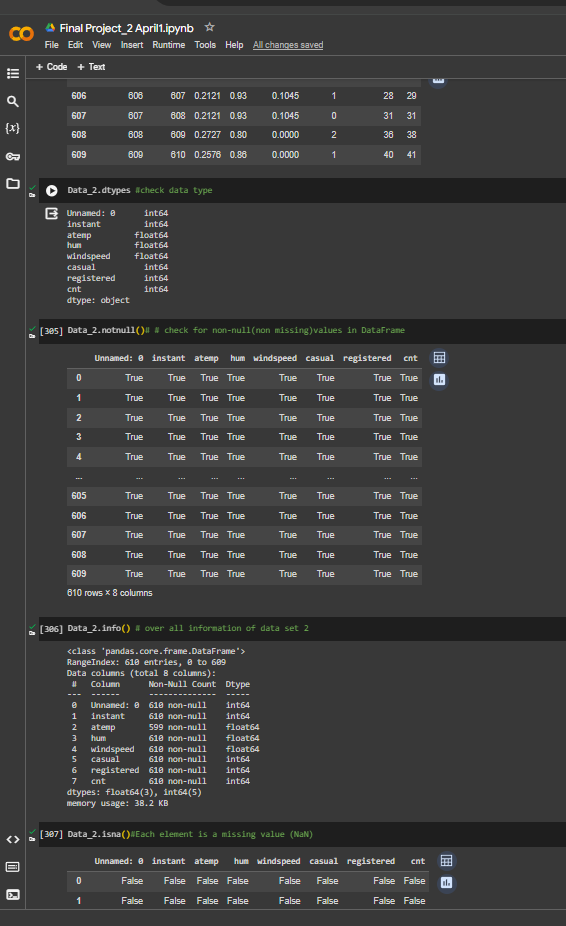 Final Project_2 April1.ipynb
File Edit View Insert Runtime Tools Help All changes saved
+ Code + Text
606 606 607 0.2121 0.93 0.1045 1 28 29
607 607 608 0.2121 0.93 0.1045 0 31 31
608 608 609 0.2727 0.80 0.0000 2 36 38
609 609 610 0.2576 0.86 0.0000 1 40 41
Data_2.dtypes #check data type
Unnamed: 0 int64
instant int64
atemp float64
hum float64
windspeed float64
casual int64
registered int64
cnt int64
dtype: object
[305] Data_2.notnull()# # check for non-null(non missing)values in DataFrame
Unnamed: 0 instant atemp hum windspeed casual registered cnt
0 True True True True True True True True
1 True True True True True True True True
2 True True True True True True True True
3 True True True True True True True True
4 True True True True True True True True
... ... ... ... ... ... ... ... ...
605 True True True True True True True True
606 True True True True True True True True
607 True True True True True True True True
608 True True True True True True True True
609 True True True True True True True True
610 rows × 8 columns
[306] Data_2.info() # over all information of data set 2
<class 'pandas.core.frame.DataFrame'>
RangeIndex: 610 entries, 0 to 609
Data columns (total 8 columns):
# Column Non-Null Count Dtype
--- ------ -------------- -----
0 Unnamed: 0 610 non-null int64
1 instant 610 non-null int64
2 atemp 599 non-null float64
3 hum 610 non-null float64
4 windspeed 610 non-null float64
5 casual 610 non-null int64
6 registered 610 non-null int64
7 cnt 610 non-null int64
dtypes: float64(3), int64(5)
memory usage: 38.2 KB
[307] Data_2.isna()#Each element is a missing value (NaN)
Unnamed: 0 instant atemp hum windspeed casual registered cnt
0 False False False False False False False False
1 False False False False False False False False